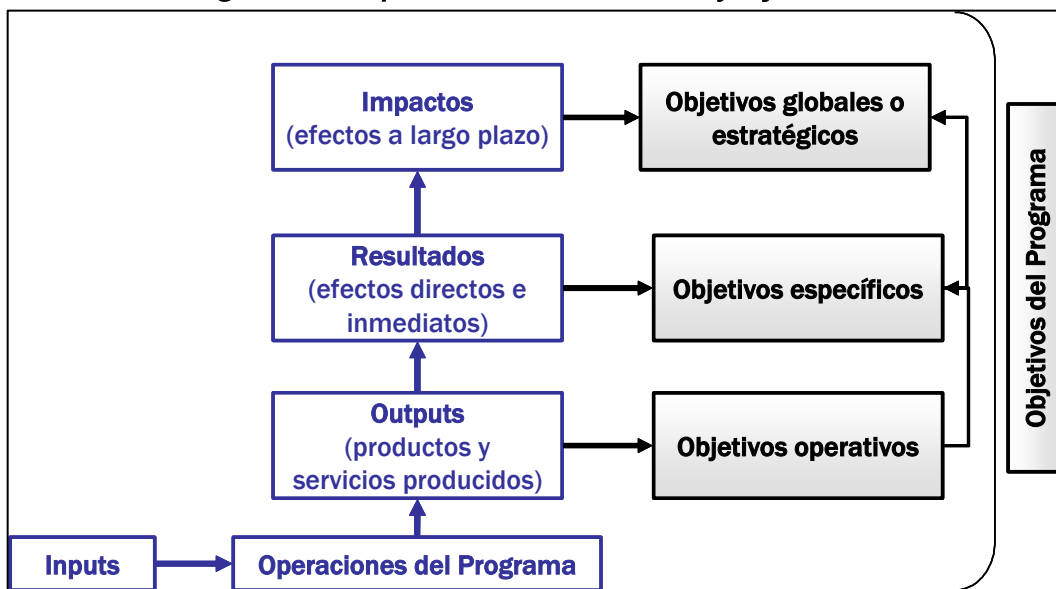 Impactos
(efectos a largo plazo)
Objetivos globales o
estratégicos
Resultados
(efectos directos e
inmediatos)
Objetivos específicos
Outputs
(productos y
servicios producidos)
Objetivos operativos
Inputs
Operaciones del Programa
Objetivos del Programa